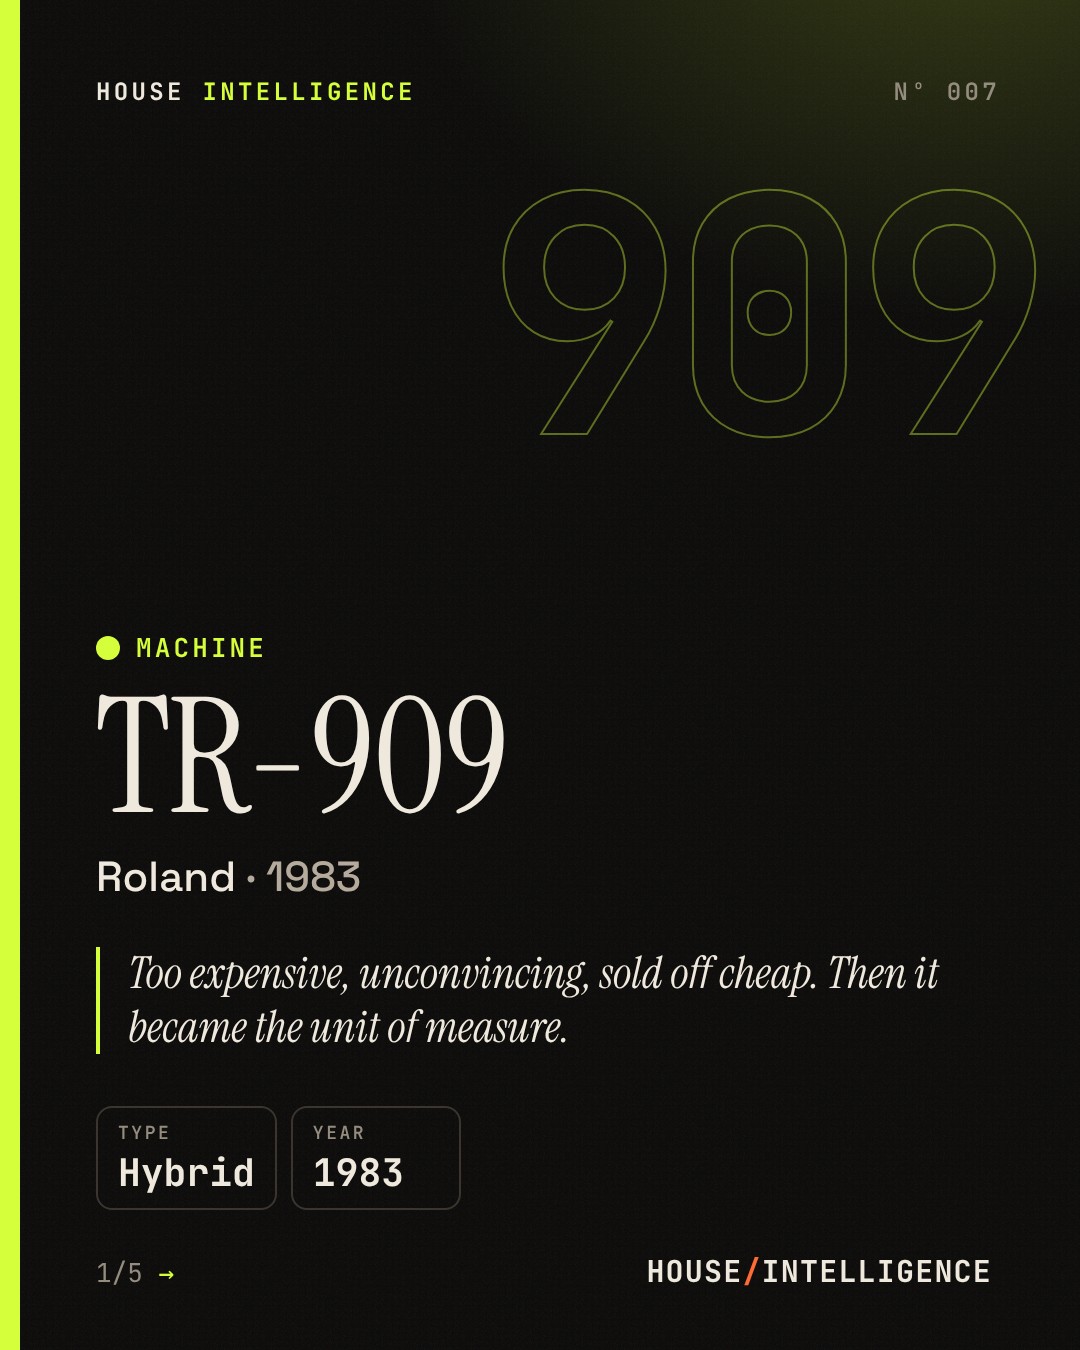 HOUSE INTELLIGENCE
N° 007
909
MACHINE
TR-909
Roland · 1983
Too expensive, unconvincing, sold off cheap. Then it
became the unit of measure.
TYPE
Hybrid
YEAR
1983
1/5 →
HOUSE/INTELLIGENCE